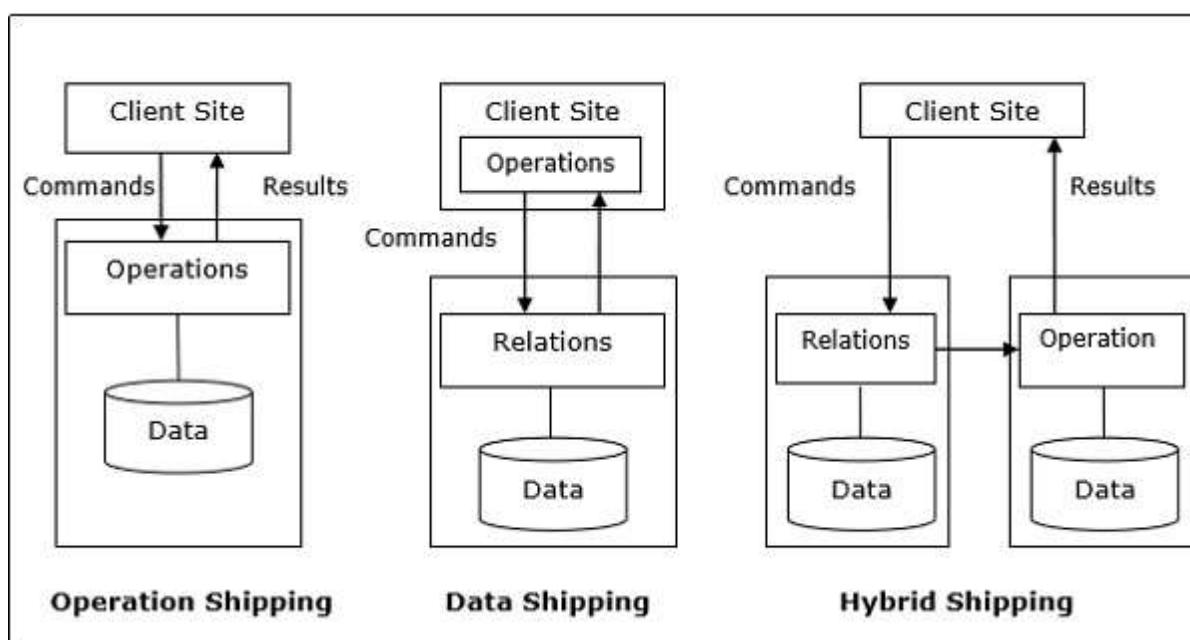 Client Site
Commands
Results
Operations
Data
Operation Shipping
Client Site
Operations
Commands
Relations
Data
Data Shipping
Client Site
Commands
Results
Relations
Operation
Data
Data
Hybrid Shipping